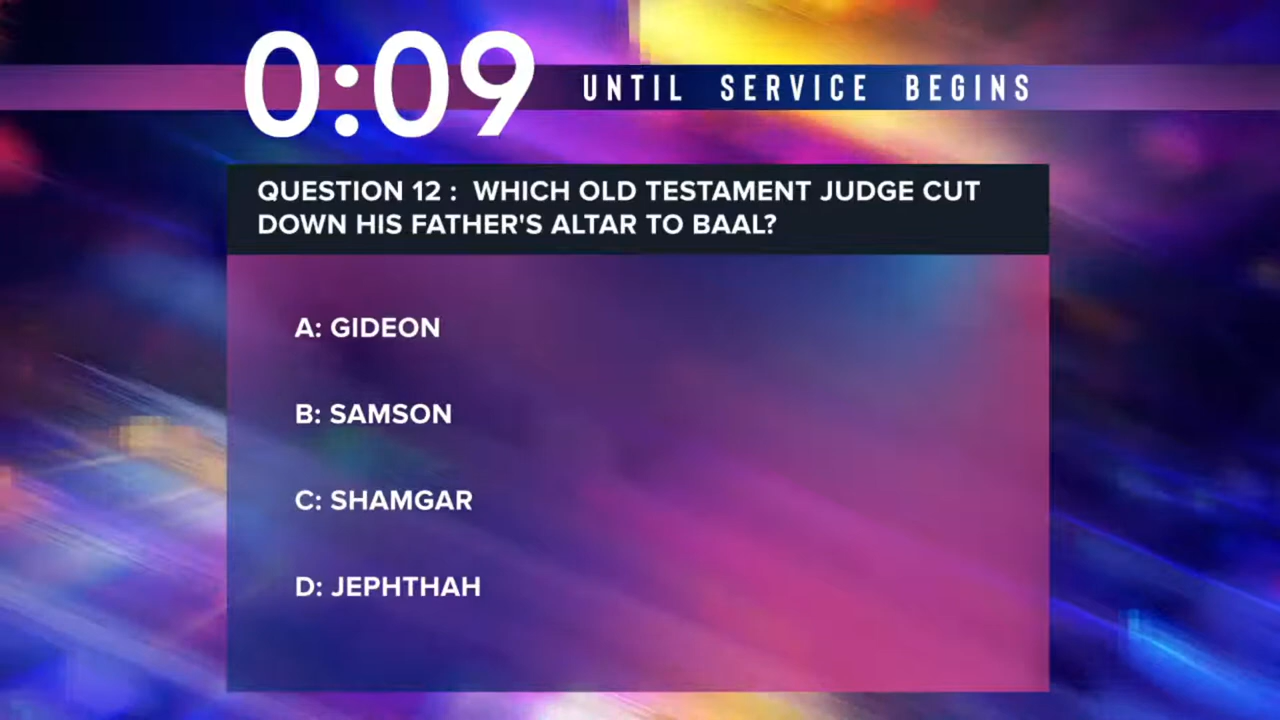 0:09 UNTIL SERVICE BEGINS
QUESTION 12 : WHICH OLD TESTAMENT JUDGE CUT
DOWN HIS FATHER'S ALTAR TO BAAL?
A: GIDEON
B: SAMSON
C: SHAMGAR
D: JEPHTHAH